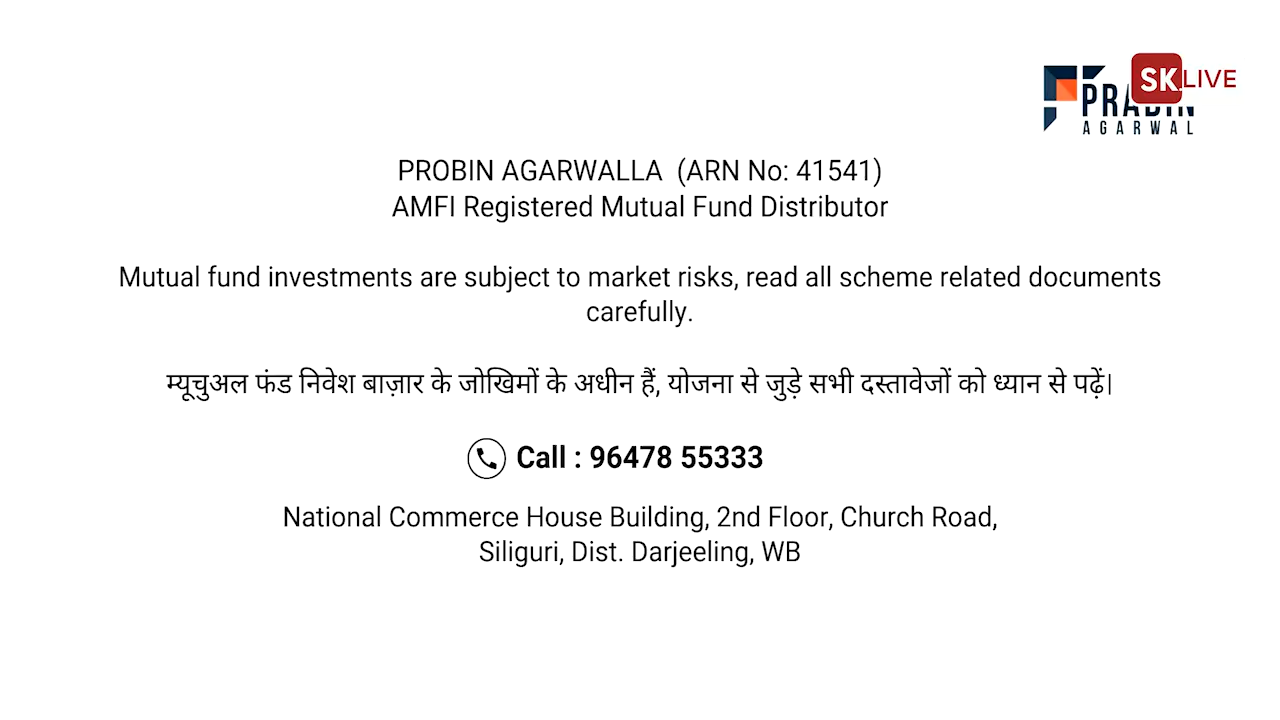 SK LIVE
AGARWAL
PROBIN AGARWALLA (ARN No: 41541)
AMFI Registered Mutual Fund Distributor
Mutual fund investments are subject to market risks, read all scheme related documents
carefully.
म्यूचुअल फंड निवेश बाज़ार के जोखिमों के अधीन हैं, योजना से जुड़े सभी दस्तावेजों को ध्यान से पढ़ें।
Call : 96478 55333
National Commerce House Building, 2nd Floor, Church Road,
Siliguri, Dist. Darjeeling, WB